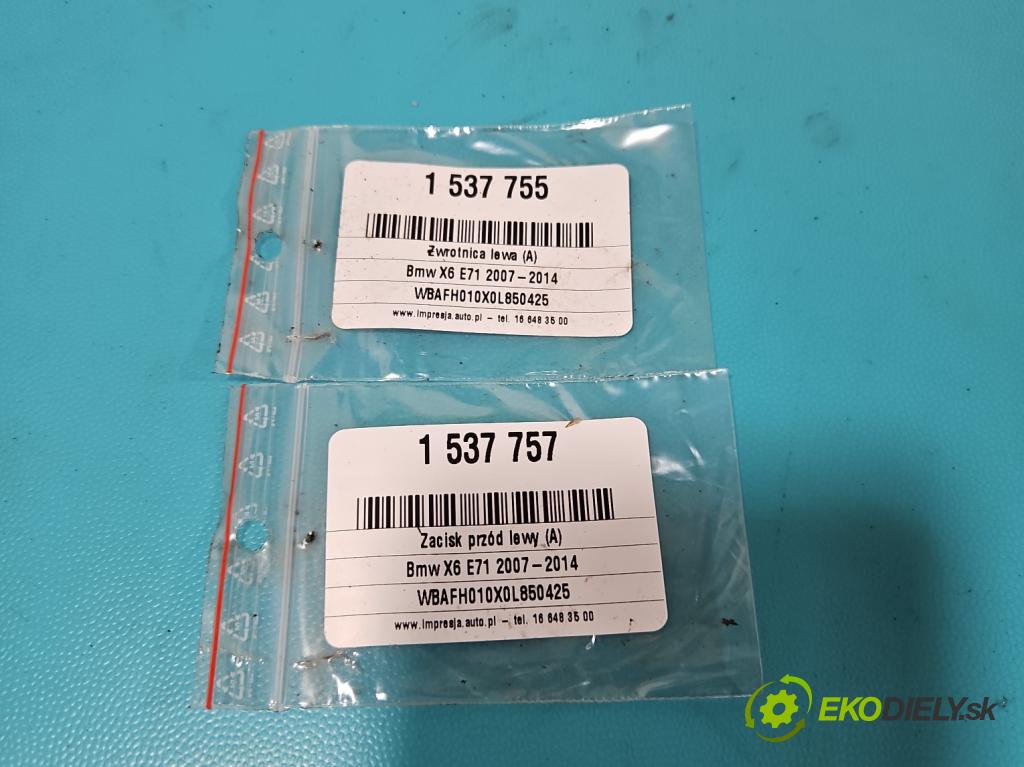 1 537 755
Zwrotnica lewa (A)
Bmw X6 E71 2007-2014
WBAFH010X0L850425
www.impresja.auto.pl - tel. 16 648 35 00
1 537 757
Zacisk przód lewy (A)
Bmw X6 E71 2007-2014
WBAFH010X0L850425
www.impresja.auto.pl - tel. 16 648 35 00
EKODIELY.sk